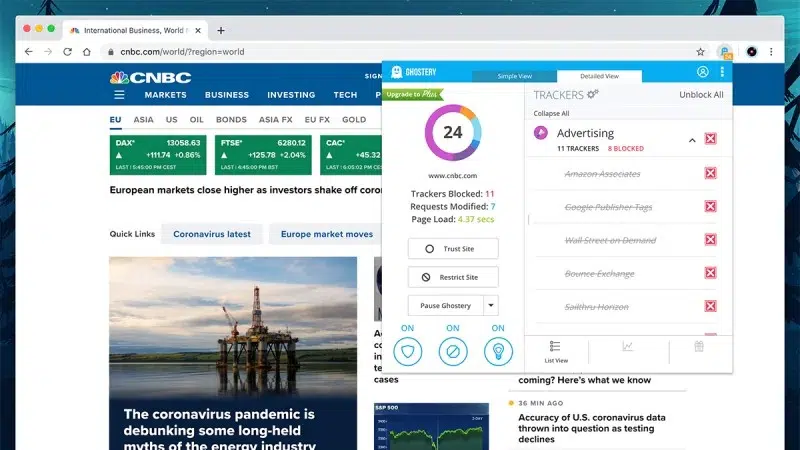 International Business, World N
cnbc.com/world/?region=world
CNBC
SIGN
MARKETS BUSINESS INVESTING TECH
EU ASIA US OIL BONDS ASIA FX EU FX GOLD
DAX* 13058.63
+111.74 +0.86%
LAST | 5:45:00 PM CEST
FTSE* 6280.12
+125.78 +2.04%
LAST | 4:45:00 PM BST
CAC*
+45.32
European markets close higher as investors shake off coron
Quick Links Coronavirus latest Europe market moves
The coronavirus pandemic is
debunking some long-held
myths of the energy industry
cases
S&P 500
GHOSTERY
Simple View
Detailed View
Upgrade to Plus
24
www.cnbc.com
Trackers Blocked: 11
Requests Modified: 7
Page Load: 4.37 secs
Trust Site
Restrict Site
Pause Ghostery
ON ON ON
TRACKERS Unblock All
Collapse All
Advertising
11 TRACKERS 8 BLOCKED
Amazon Associates
Google Publisher Tags
Wall Street on Demand
Bounce Exchange
Sailthru Horizon
List View
coming? Here's what we know
36 MIN AGO
Accuracy of U.S. coronavirus data
thrown into question as testing
declines